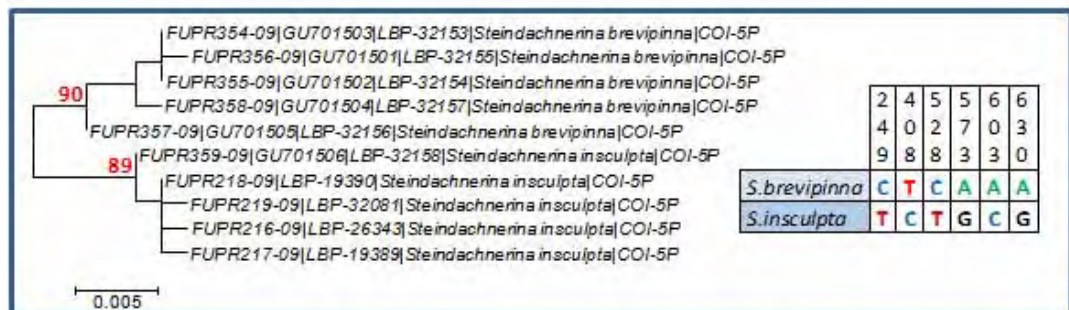 FUPR354-09|GU701503|LBP-32153|Steindachnerina brevipinna|COI-5P
FUPR356-09|GU701501|LBP-32155|Steindachnerina brevipinna|COI-5P
FUPR355-09|GU701502|LBP-32154|Steindachnerina brevipinna|COI-5P
90
FUPR358-09|GU701504|LBP-32157|Steindachnerina brevipinna|COI-5P
FUPR357-09|GU701505|LBP-32156|Steindachnerina brevipinna|COI-5P
FUPR359-09|GU701506|LBP-32158|Steindachnerina insculpta|COI-5P
89
FUPR218-09|LBP-19390|Steindachnerina insculpta|COI-5P
FUPR219-09|LBP-32081|Steindachnerina insculpta|COI-5P
FUPR216-09|LBP-26343|Steindachnerina insculpta|COI-5P
FUPR217-09|LBP-19389|Steindachnerina insculpta|COI-5P
0.005
2 4 5 5 6 6
4 0 2 7 0 3
9 8 8 3 3 0
S.brevipinna C T C A A A
S.insculpta T C T G C G